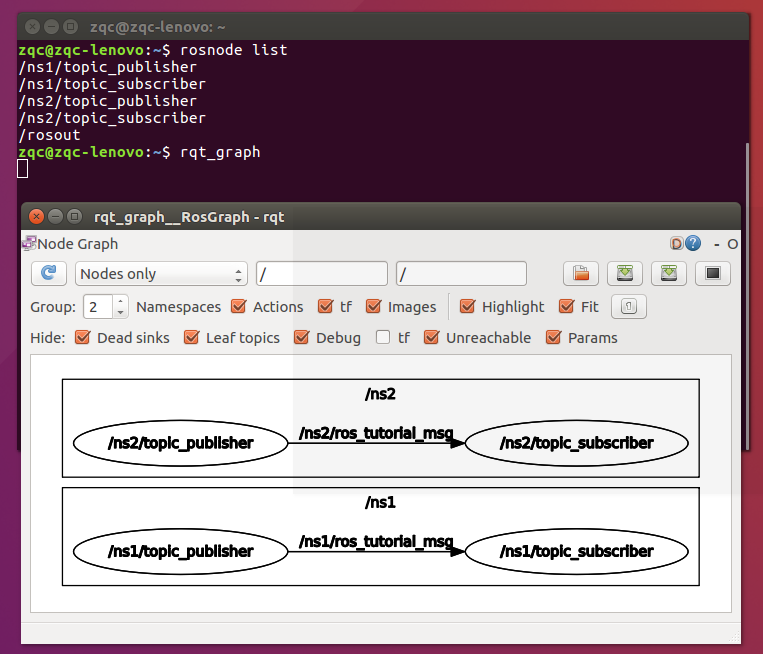 zqc@zqc-lenovo: ~
zqc@zqc-lenovo:~$ rosnode list
/ns1/topic_publisher
/ns1/topic_subscriber
/ns2/topic_publisher
/ns2/topic_subscriber
/rosout
zqc@zqc-lenovo:~$ rqt_graph
rqt_graph__RosGraph - rqt
Node Graph D ? - O
Nodes only / /
Group: 2 Namespaces Actions tf Images Highlight Fit
Hide: Dead sinks Leaf topics Debug tf Unreachable Params
/ns2
/ns2/topic_publisher /ns2/ros_tutorial_msg /ns2/topic_subscriber
/ns1
/ns1/topic_publisher /ns1/ros_tutorial_msg /ns1/topic_subscriber